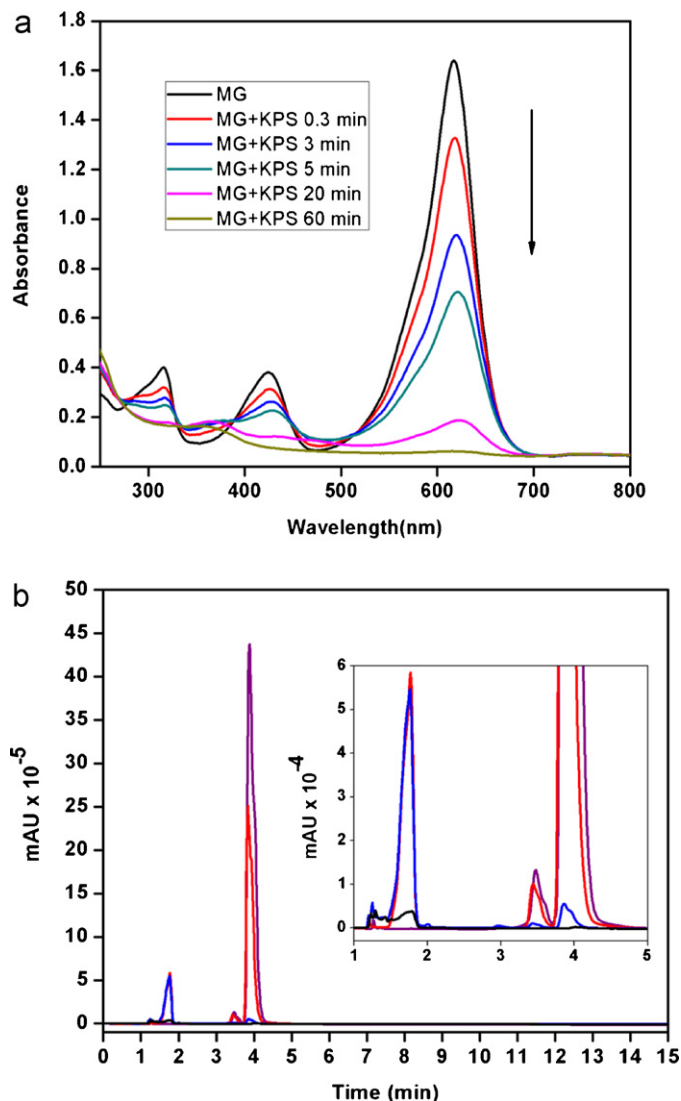 a
1.8
1.6
1.4
1.2
1.0
0.8
0.6
0.4
0.2
0.0
Absorbance
MG
MG+KPS 0.3 min
MG+KPS 3 min
MG+KPS 5 min
MG+KPS 20 min
MG+KPS 60 min
300 400 500 600 700 800
Wavelength(nm)
b
50
45
40
35
30
25
20
15
10
5
0
mAU x 10^-5
6
5
4
3
2
1
0
mAU x 10^-4
1 2 3 4 5
0 1 2 3 4 5 6 7 8 9 10 11 12 13 14 15
Time (min)